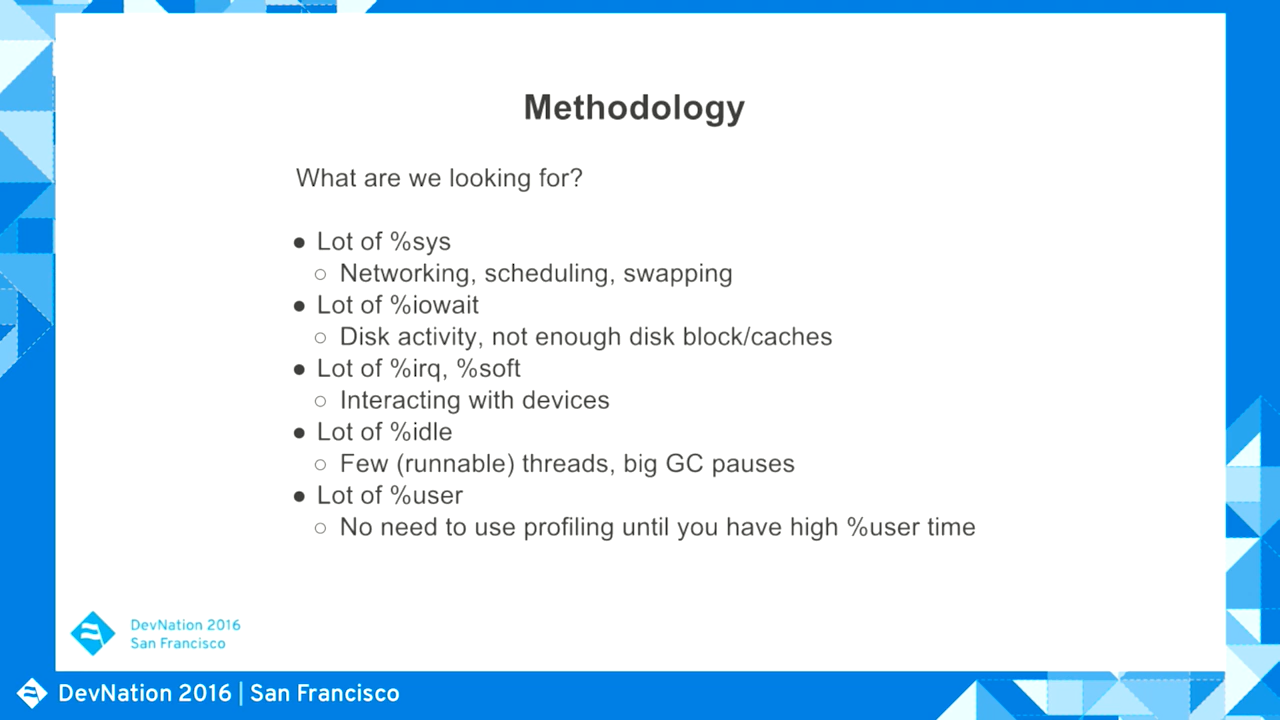 Methodology
What are we looking for?
● Lot of %sys
○ Networking, scheduling, swapping
● Lot of %iowait
○ Disk activity, not enough disk block/caches
● Lot of %irq, %soft
○ Interacting with devices
● Lot of %idle
○ Few (runnable) threads, big GC pauses
● Lot of %user
○ No need to use profiling until you have high %user time
DevNation 2016
San Francisco
DevNation 2016 | San Francisco